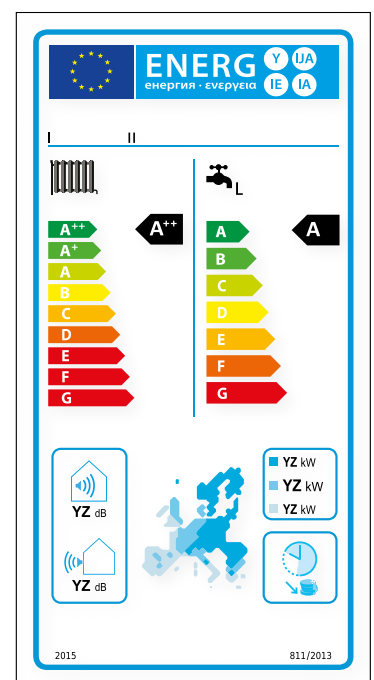 ENERG Y IJA
енергия · ενεργεια IE IA
I II
L
A++ A++
A+
A
B
C
D
E
F
G
A A
B
C
D
E
F
G
YZ dB
YZ dB
YZ kW
YZ kW
YZ kW
2015 811/2013